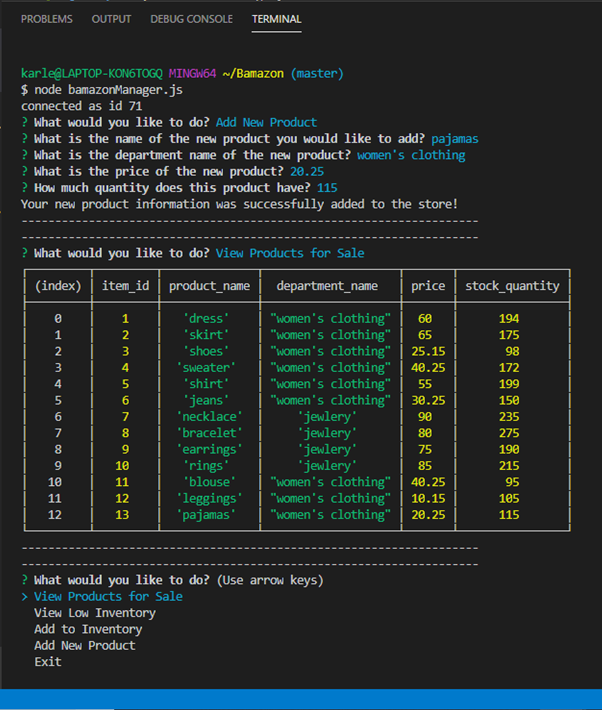 PROBLEMS OUTPUT DEBUG CONSOLE TERMINAL
karle@LAPTOP-KON6TOGQ MINGW64 ~/Bamazon (master)
$ node bamazonManager.js
connected as id 71
? What would you like to do? Add New Product
? What is the name of the new product you would like to add? pajamas
? What is the department name of the new product? women's clothing
? What is the price of the new product? 20.25
? How much quantity does this product have? 115
Your new product information was successfully added to the store!
----------------------------------------------------------------
----------------------------------------------------------------
? What would you like to do? View Products for Sale
(index) item_id product_name department_name price stock_quantity
0 1 'dress' "women's clothing" 60 194
1 2 'skirt' "women's clothing" 65 175
2 3 'shoes' "women's clothing" 25.15 98
3 4 'sweater' "women's clothing" 40.25 172
4 5 'shirt' "women's clothing" 55 199
5 6 'jeans' "women's clothing" 30.25 150
6 7 'necklace' 'jewlery' 90 235
7 8 'bracelet' 'jewlery' 80 275
8 9 'earrings' 'jewlery' 75 190
9 10 'rings' 'jewlery' 85 215
10 11 'blouse' "women's clothing" 40.25 95
11 12 'leggings' "women's clothing" 10.15 105
12 13 'pajamas' "women's clothing" 20.25 115
----------------------------------------------------------------
----------------------------------------------------------------
? What would you like to do? (Use arrow keys)
> View Products for Sale
View Low Inventory
Add to Inventory
Add New Product
Exit